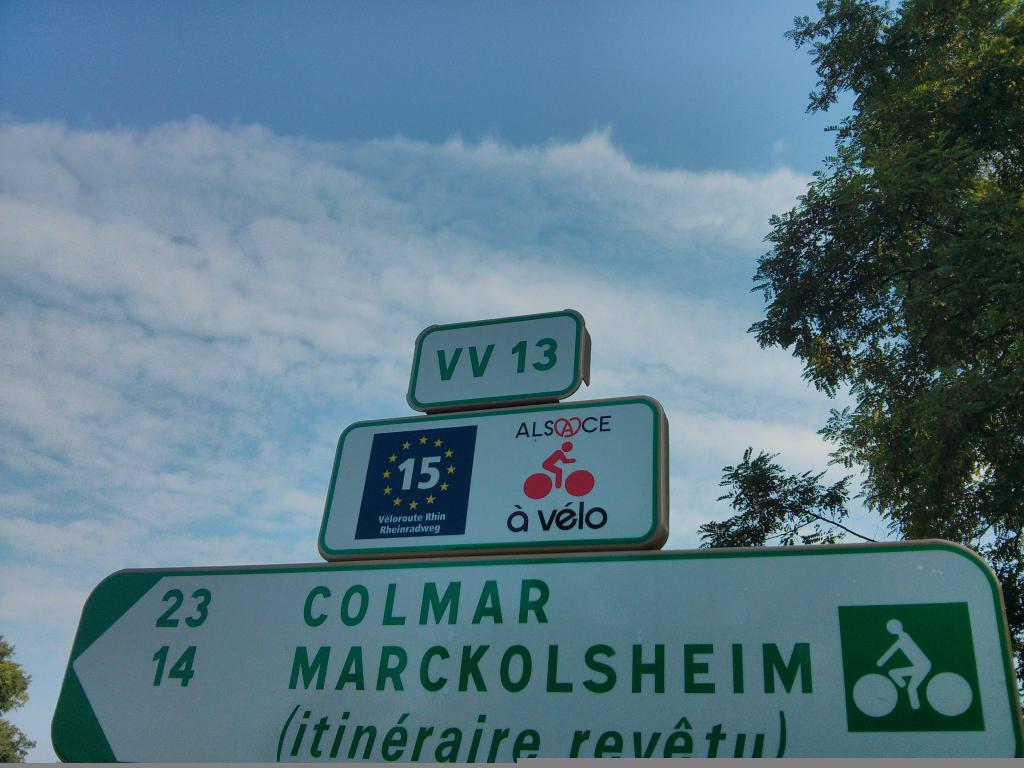 VV 13
15
Véloroute Rhin
Rheinradweg
ALSACE
à vélo
23 COLMAR
14 MARCKOLSHEIM
(itinéraire revêtu)